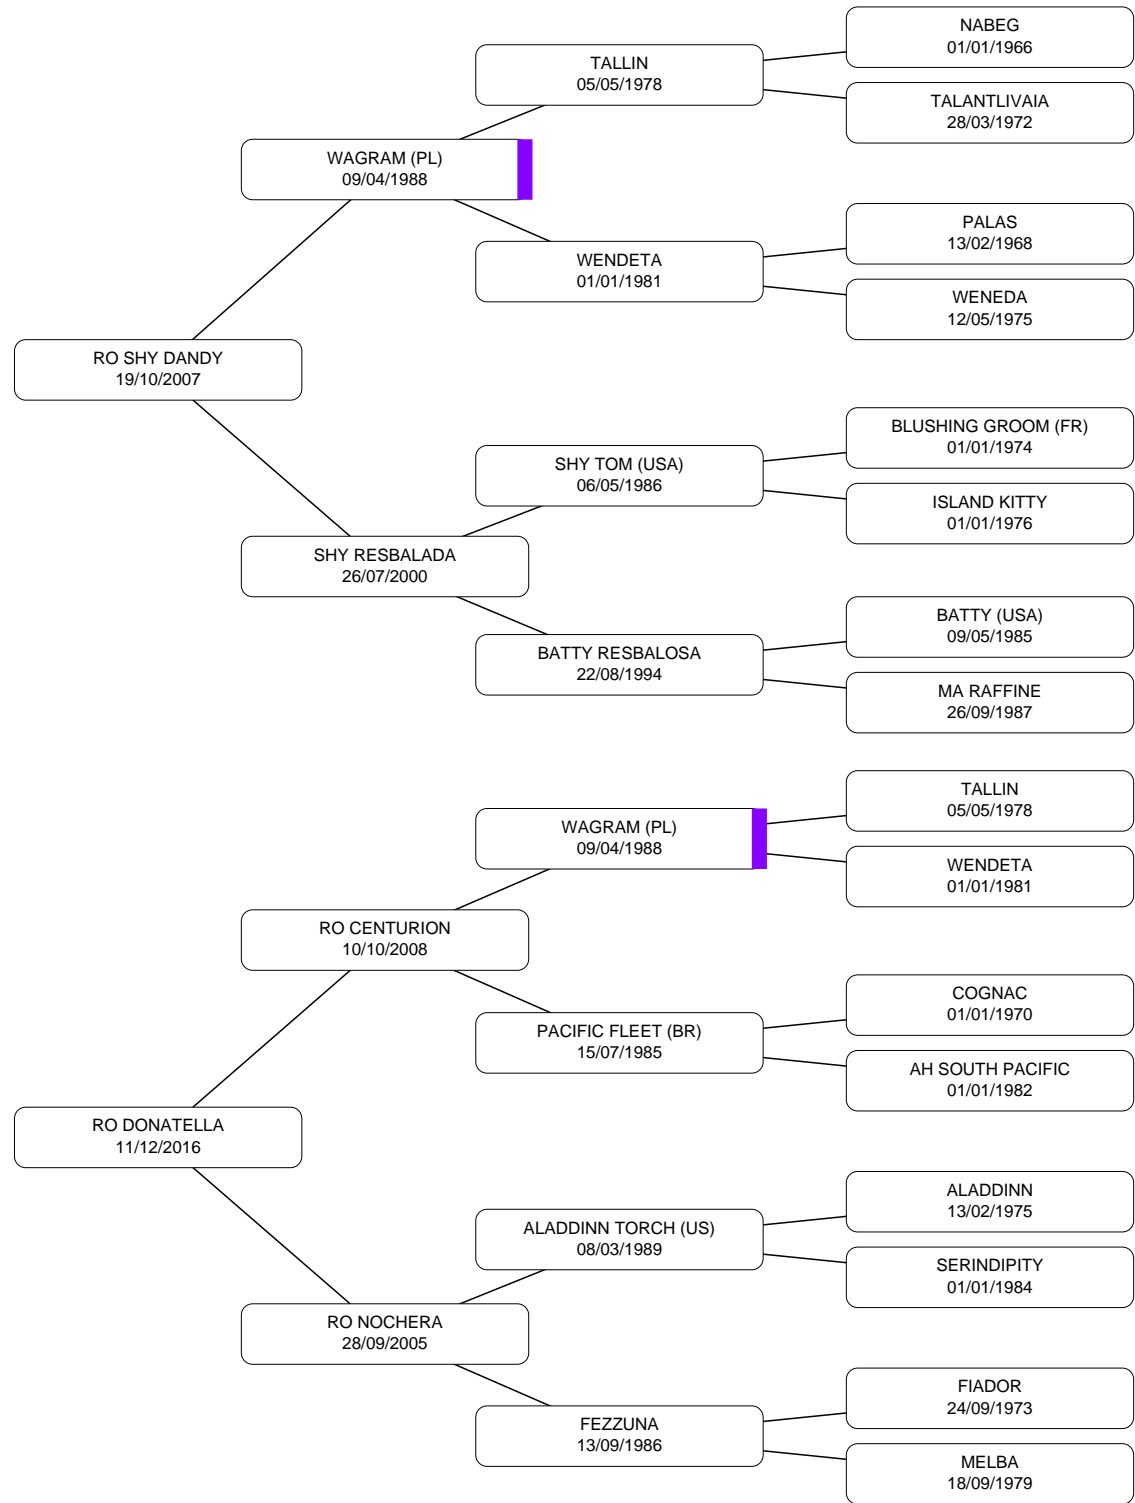 NABEG
01/01/1966
TALLIN
05/05/1978
TALANTLIVAIA
28/03/1972
WAGRAM (PL)
09/04/1988
PALAS
13/02/1968
WENDETA
01/01/1981
WENEDA
12/05/1975
RO SHY DANDY
19/10/2007
BLUSHING GROOM (FR)
01/01/1974
SHY TOM (USA)
06/05/1986
ISLAND KITTY
01/01/1976
SHY RESBALADA
26/07/2000
BATTY (USA)
09/05/1985
BATTY RESBALOSA
22/08/1994
MA RAFFINE
26/09/1987
TALLIN
05/05/1978
WAGRAM (PL)
09/04/1988
WENDETA
01/01/1981
RO CENTURION
10/10/2008
COGNAC
01/01/1970
PACIFIC FLEET (BR)
15/07/1985
AH SOUTH PACIFIC
01/01/1982
RO DONATELLA
11/12/2016
ALADDINN
13/02/1975
ALADDINN TORCH (US)
08/03/1989
SERINDIPITY
01/01/1984
RO NOCHERA
28/09/2005
FIADOR
24/09/1973
FEZZUNA
13/09/1986
MELBA
18/09/1979